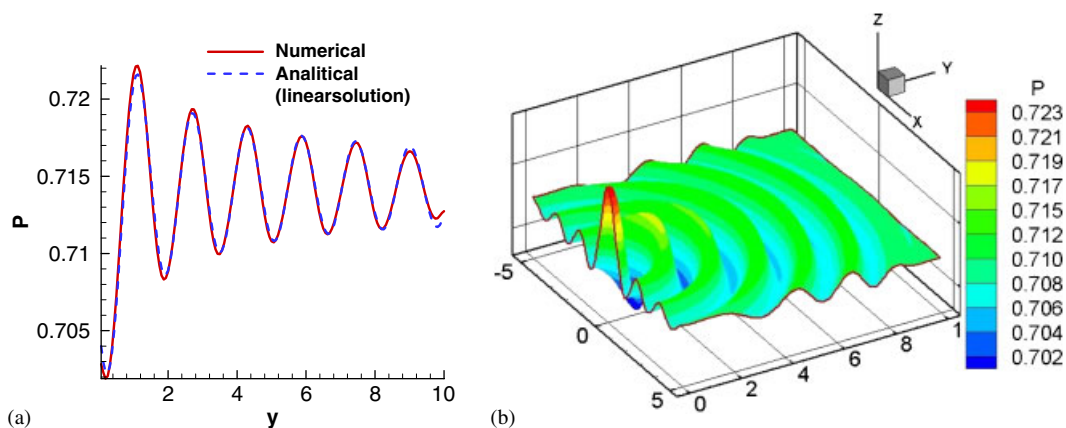 Numerical
Analitical
(linearsolution)
0.72
0.715
0.71
0.705
P
2
4
6
8
10
y
(a)
Z
Y
X
P
0.723
0.721
0.719
0.717
0.715
0.712
0.710
0.708
0.706
0.704
0.702
-5
0
5
0
2
4
6
8
1
(b)